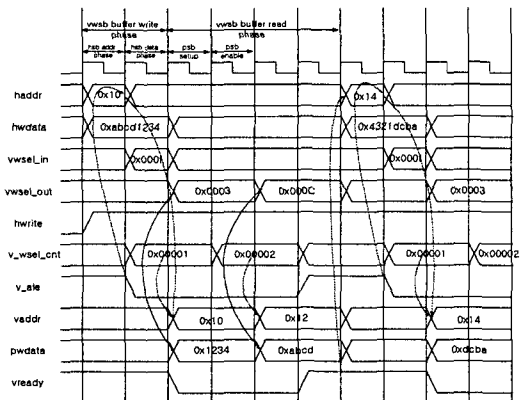 vwsb buffer write phase
vwsb buffer read phase
hsb addr phase
hsb data phase
psb setup
psb enable
haddr 0x10 0x14
hwdata 0xabcd1234 0x4321dcba
vwsel_in 0x0001 0x0001
vwsel_out 0x0003 0x000C 0x0003
hwrite
v_wsel_cnt 0x00001 0x00002 0x00001 0x00002
v_ale
vaddr 0x10 0x12 0x14
pwdata 0x1234 0xabcd 0xdcba
vready